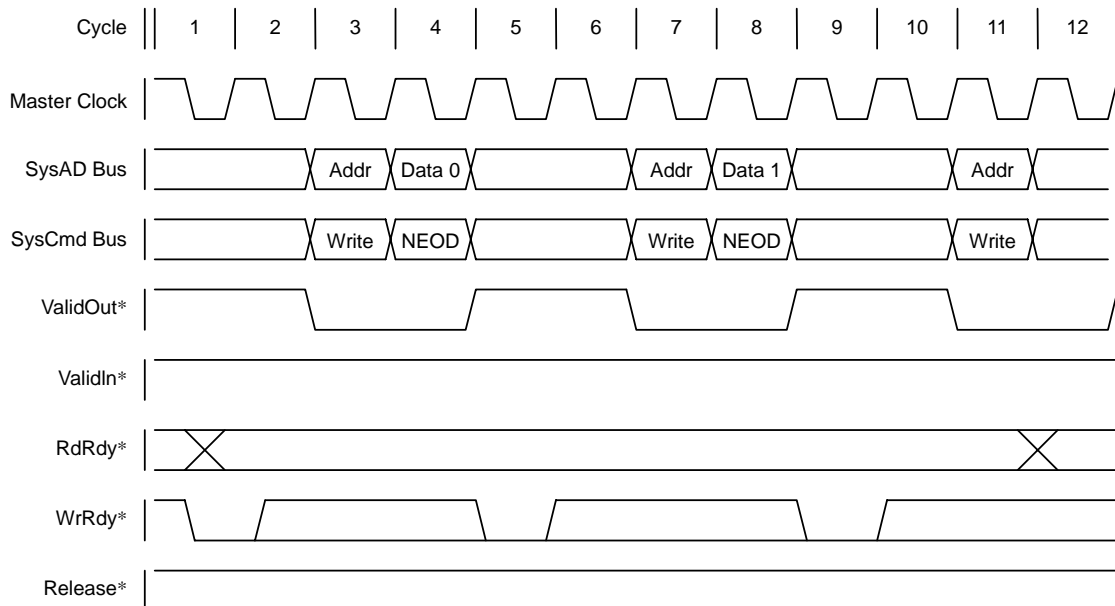 Cycle 1 2 3 4 5 6 7 8 9 10 11 12
Master Clock
SysAD Bus Addr Data 0 Addr Data 1 Addr
SysCmd Bus Write NEOD Write NEOD Write
ValidOut*
ValidIn*
RdRdy*
WrRdy*
Release*